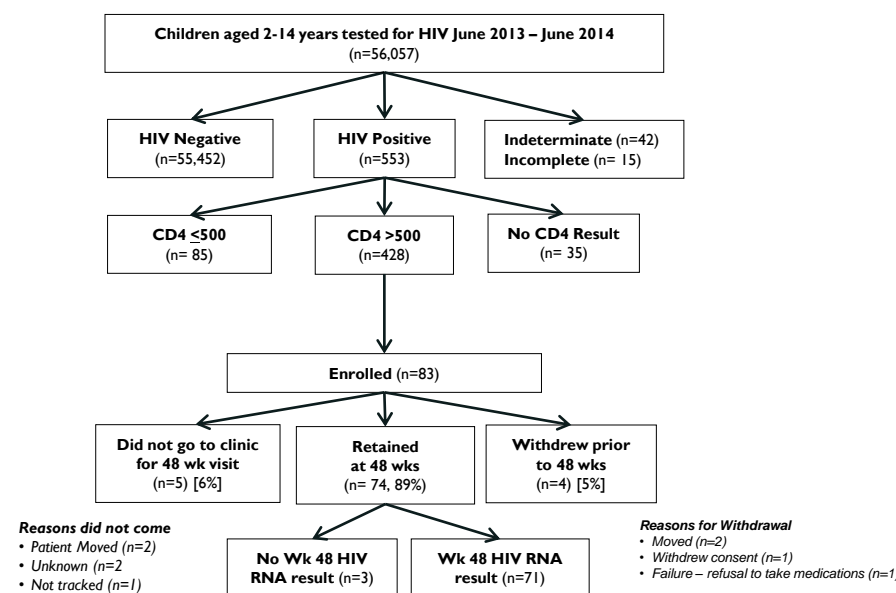 Children aged 2-14 years tested for HIV June 2013 – June 2014
(n=56,057)
HIV Negative
(n=55,452)
HIV Positive
(n=553)
Indeterminate (n=42)
Incomplete (n= 15)
CD4 ≤500
(n= 85)
CD4 >500
(n=428)
No CD4 Result
(n= 35)
Enrolled (n=83)
Did not go to clinic
for 48 wk visit
(n=5) [6%]
Retained
at 48 wks
(n= 74, 89%)
Withdrew prior
to 48 wks
(n=4) [5%]
Reasons did not come
• Patient Moved (n=2)
• Unknown (n=2
• Not tracked (n=1)
No Wk 48 HIV
RNA result (n=3)
Wk 48 HIV RNA
result (n=71)
Reasons for Withdrawal
• Moved (n=2)
• Withdrew consent (n=1)
• Failure – refusal to take medications (n=1)